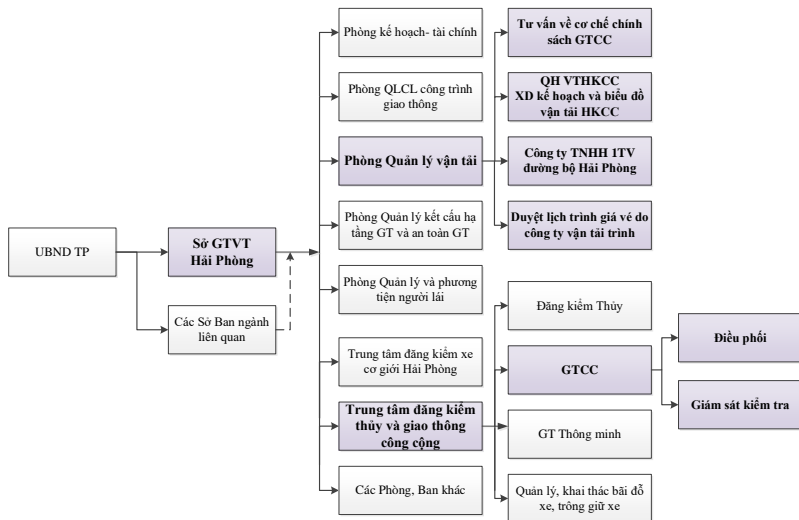 UBND TP
Sở GTVT
Hải Phòng
Các Sở Ban ngành
liên quan
Phòng kế hoạch- tài chính
Phòng QLCL công trình
giao thông
Phòng Quản lý vận tải
Phòng Quản lý kết cấu hạ
tầng GT và an toàn GT
Phòng Quản lý và phương
tiện người lái
Trung tâm đăng kiểm xe
cơ giới Hải Phòng
Trung tâm đăng kiểm
thủy và giao thông
công cộng
Các Phòng, Ban khác
Tư vấn về cơ chế chính
sách GTCC
QH VTHKCC
XD kế hoạch và biểu đồ
vận tải HKCC
Công ty TNHH 1TV
đường bộ Hải Phòng
Duyệt lịch trình giá vé do
công ty vận tải trình
Đăng kiểm Thủy
GTCC
GT Thông minh
Quản lý, khai thác bãi đỗ
xe, trông giữ xe
Điều phối
Giám sát kiểm tra